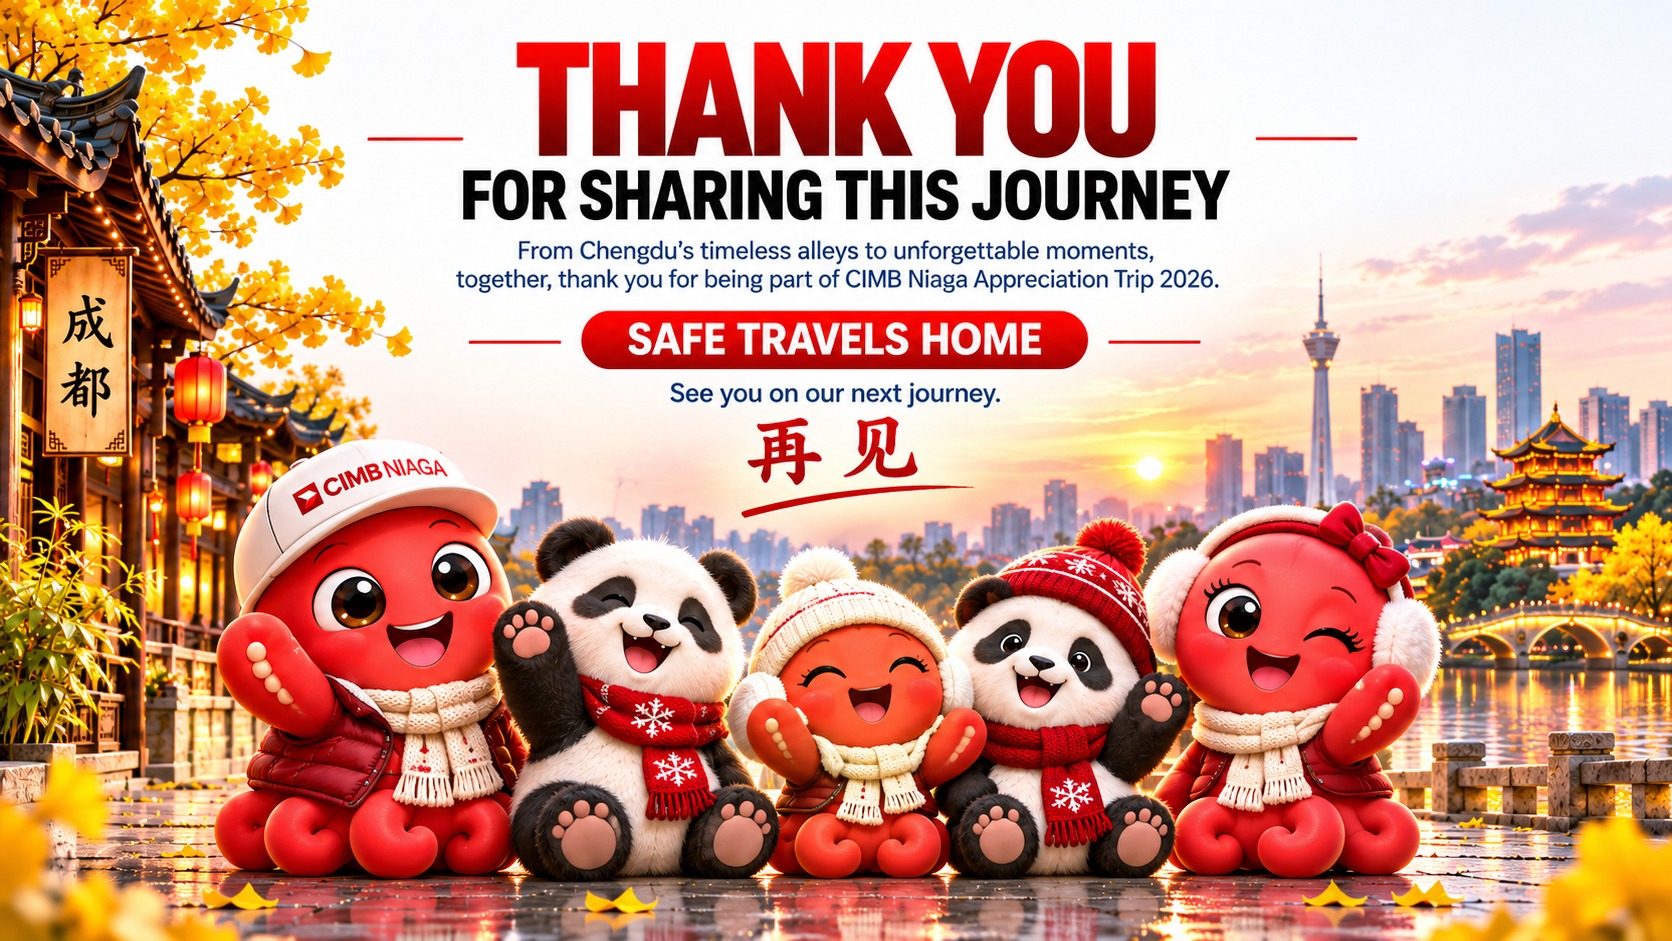 THANK YOU
FOR SHARING THIS JOURNEY
From Chengdu’s timeless alleys to unforgettable moments,
together, thank you for being part of CIMB Niaga Appreciation Trip 2026.
SAFE TRAVELS HOME
See you on our next journey.
再见
成都
CIMB NIAGA